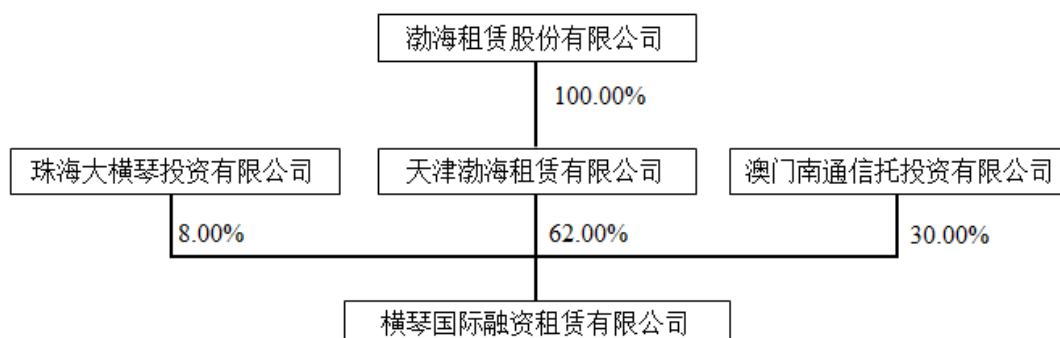 渤海租赁股份有限公司
100.00%
珠海大横琴投资有限公司
天津渤海租赁有限公司
澳门南通信托投资有限公司
8.00%
62.00%
30.00%
横琴国际融资租赁有限公司